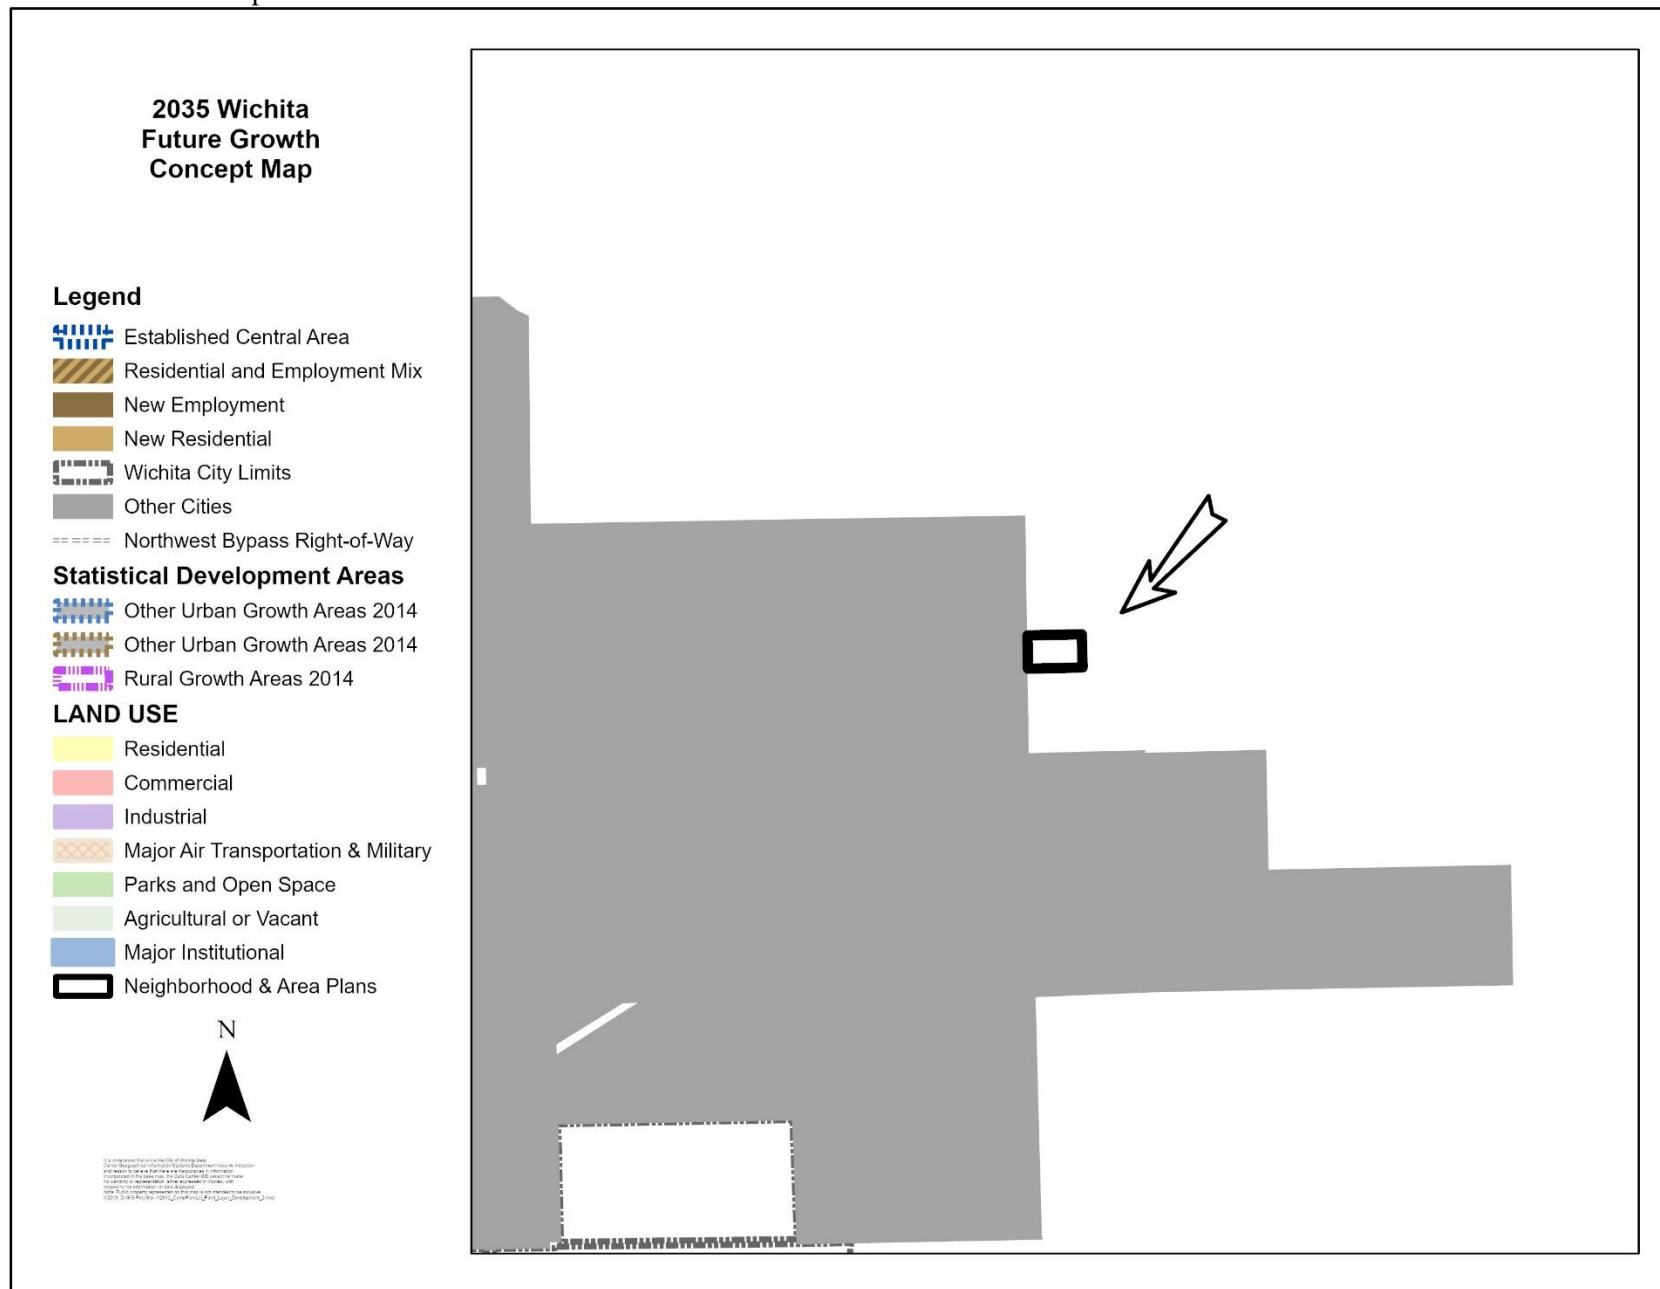 2035 Wichita
Future Growth
Concept Map
Legend
Established Central Area
Residential and Employment Mix
New Employment
New Residential
Wichita City Limits
Other Cities
Northwest Bypass Right-of-Way
Statistical Development Areas
Other Urban Growth Areas 2014
Other Urban Growth Areas 2014
Rural Growth Areas 2014
LAND USE
Residential
Commercial
Industrial
Major Air Transportation & Military
Parks and Open Space
Agricultural or Vacant
Major Institutional
Neighborhood & Area Plans
N